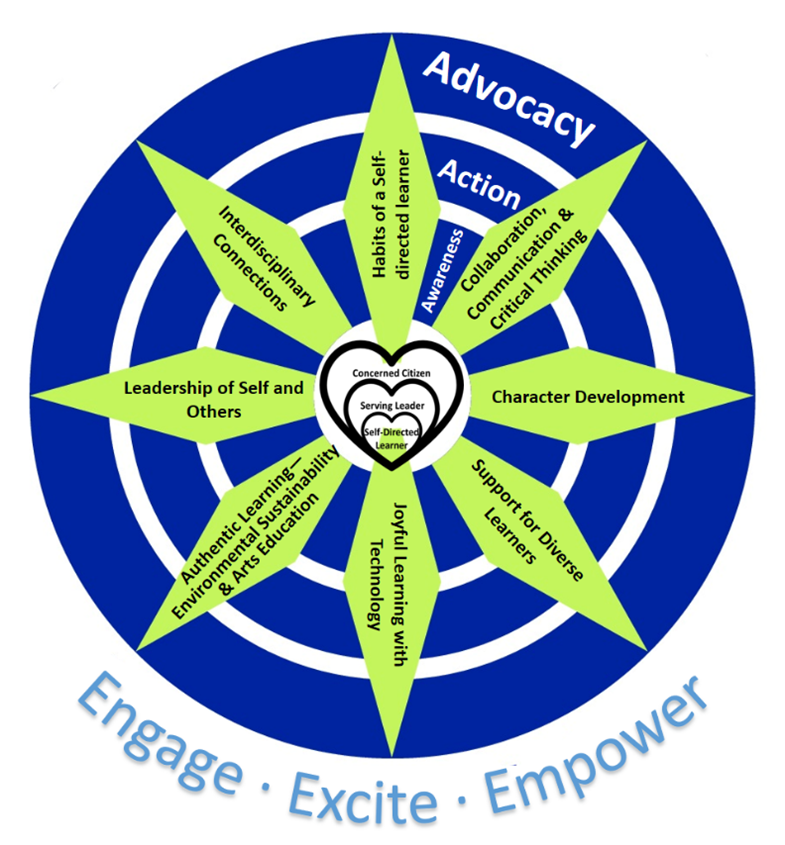 Advocacy
Action
Awareness
Habits of a Self-
directed learner
Collaboration,
Communication &
Critical Thinking
Character Development
Support for Diverse
Learners
Joyful Learning with
Technology
Authentic Learning—
Environmental Sustainability
& Arts Education
Leadership of Self and
Others
Interdisciplinary
Connections
Concerned Citizen
Serving Leader
Self-Directed
Learner
Engage · Excite · Empower